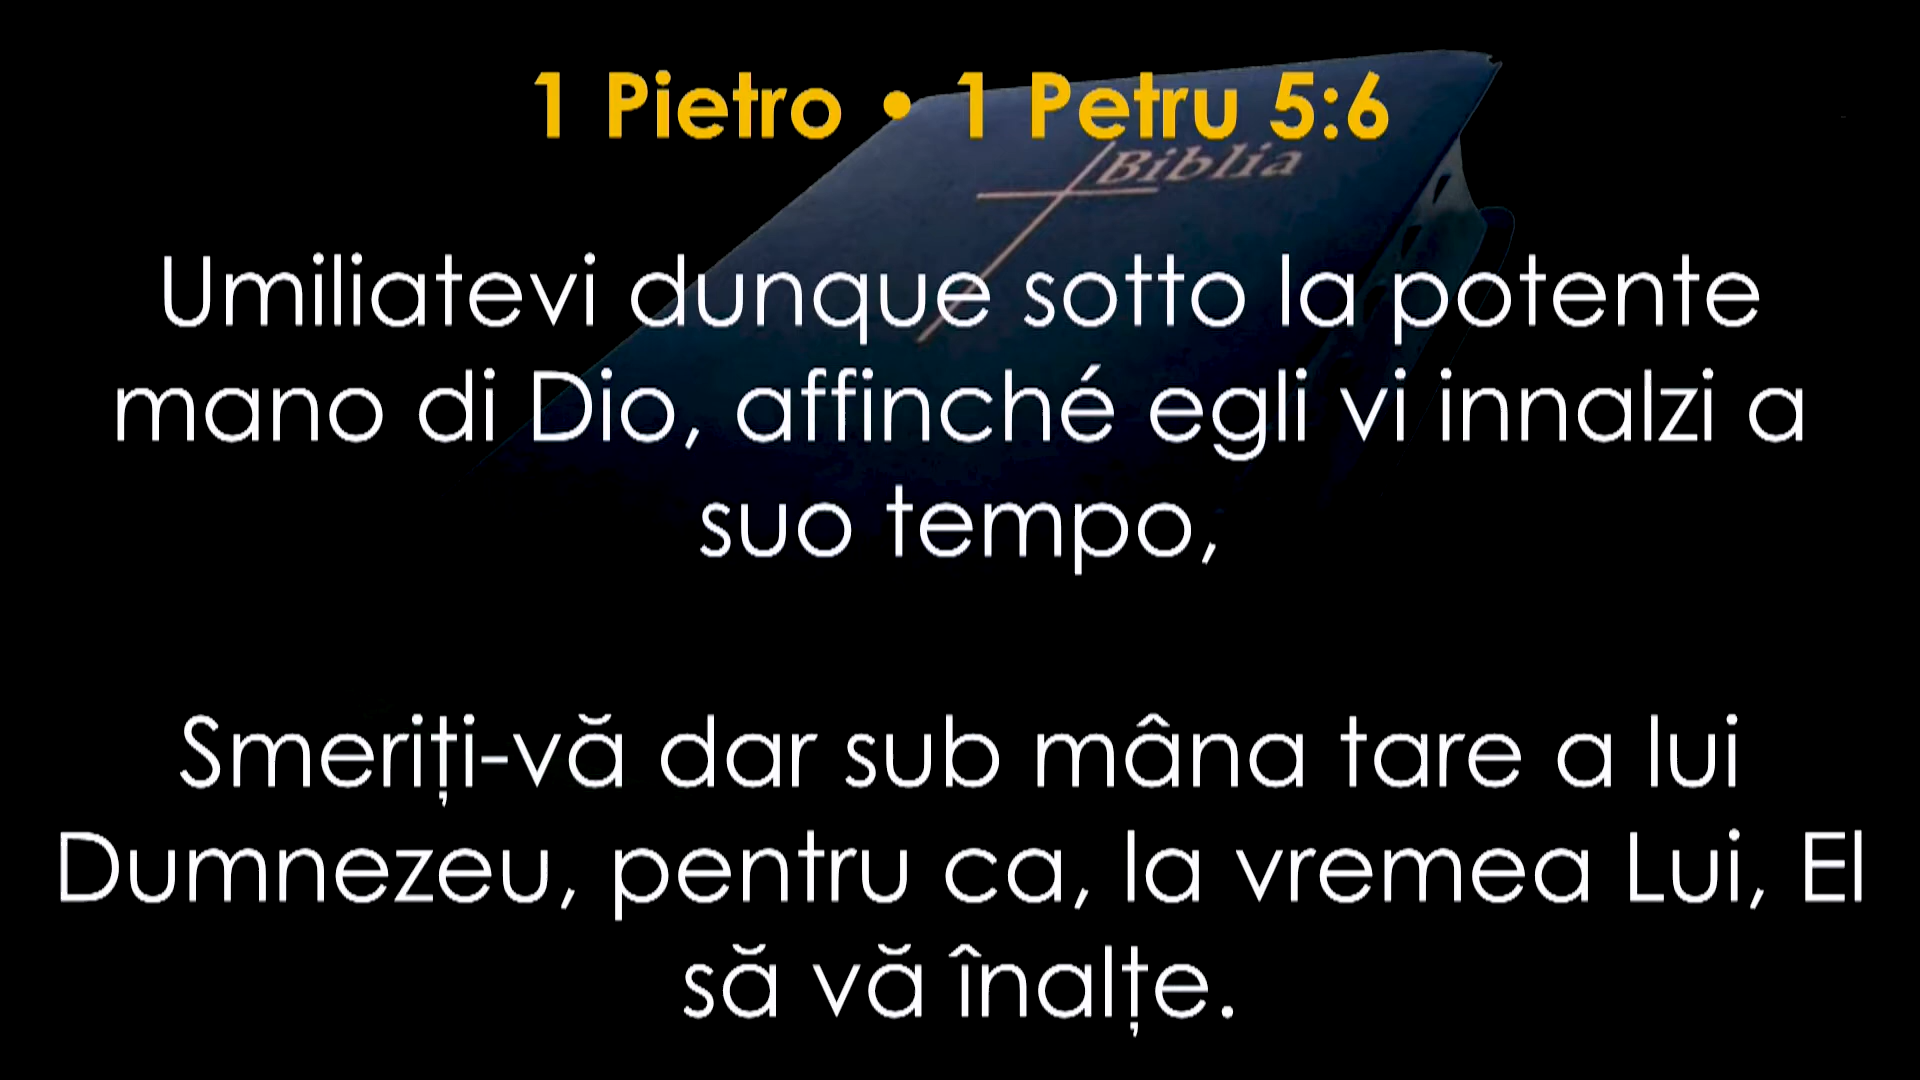 1 Pietro • 1 Petru 5:6
Biblia
Umiliatevi dunque sotto la potente
mano di Dio, affinché egli vi innalzi a
suo tempo,
Smeriți-vă dar sub mâna tare a lui
Dumnezeu, pentru ca, la vremea Lui, El
să vă înalțe.